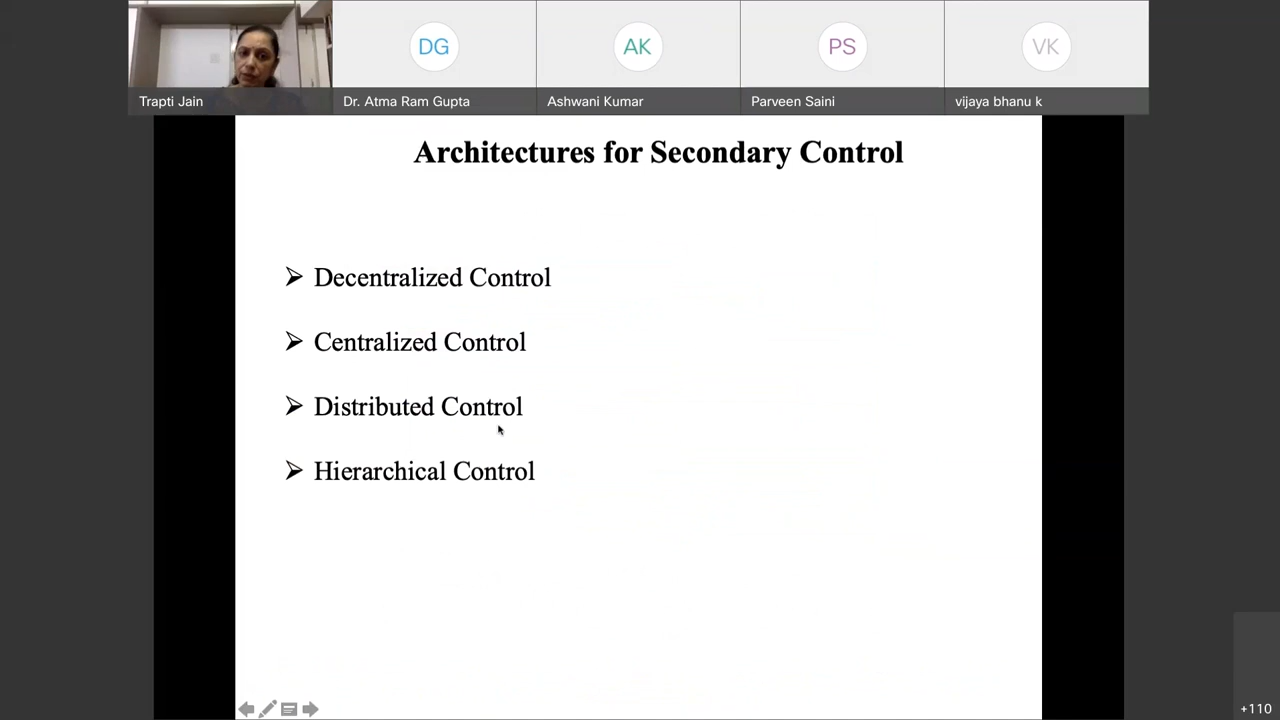 DG
AK
PS
VK
Trapti Jain
Dr. Atma Ram Gupta
Ashwani Kumar
Parveen Saini
vijaya bhanu k
Architectures for Secondary Control
➢ Decentralized Control
➢ Centralized Control
➢ Distributed Control
➢ Hierarchical Control
+110